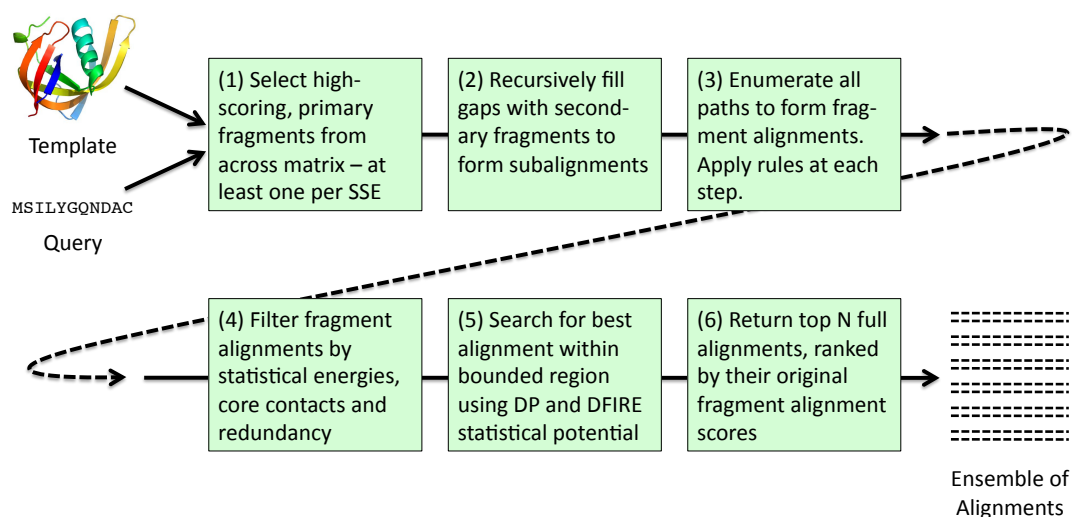 Template
MSILYGQNDAC
Query
(1) Select high-
scoring, primary
fragments from
across matrix – at
least one per SSE
(2) Recursively fill
gaps with second-
ary fragments to
form subalignments
(3) Enumerate all
paths to form frag-
ment alignments.
Apply rules at each
step.
(4) Filter fragment
alignments by
statistical energies,
core contacts and
redundancy
(5) Search for best
alignment within
bounded region
using DP and DFIRE
statistical potential
(6) Return top N full
alignments, ranked
by their original
fragment alignment
scores
Ensemble of
Alignments